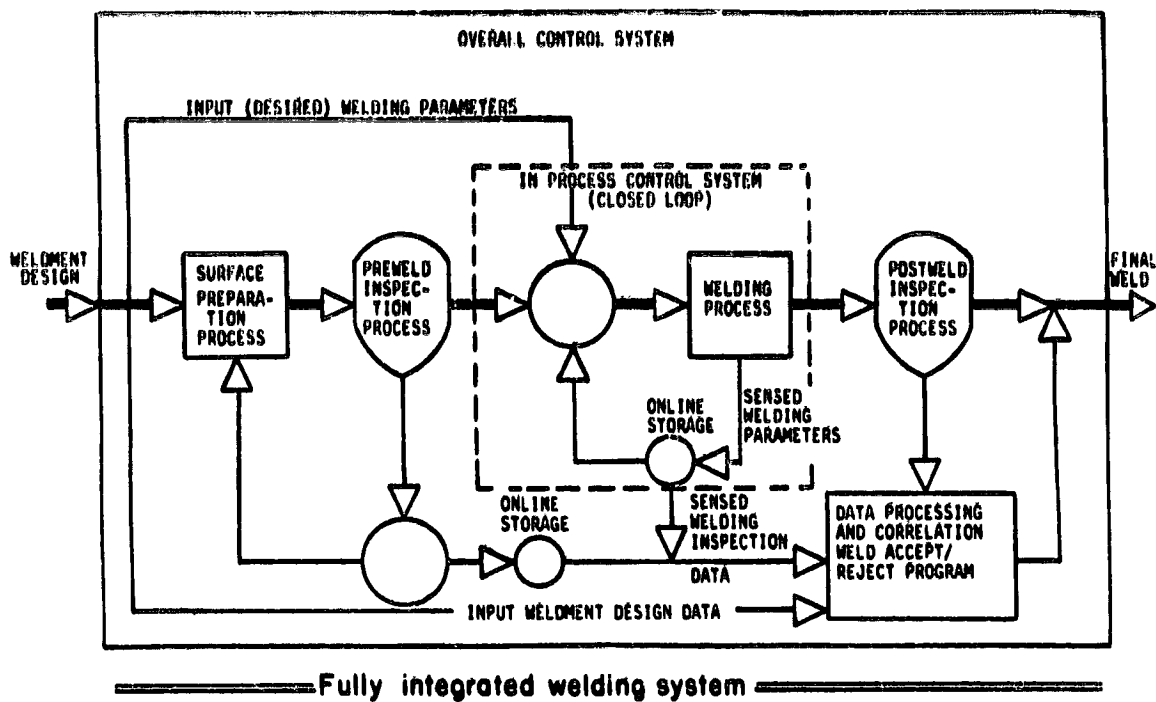 OVERALL CONTROL SYSTEM
INPUT (DESIRED) WELDING PARAMETERS
IN PROCESS CONTROL SYSTEM
(CLOSED LOOP)
WELDMENT
DESIGN
SURFACE
PREPARA-
TION
PROCESS
PREWELD
INSPEC-
TION
PROCESS
WELDING
PROCESS
POSTWELD
INSPEC-
TION
PROCESS
FINAL
WELD
ONLINE
STORAGE
SENSED
WELDING
PARAMETERS
ONLINE
STORAGE
SENSED
WELDING
INSPECTION
DATA
DATA PROCESSING
AND CORRELATION
WELD ACCEPT/
REJECT PROGRAM
INPUT WELDMENT DESIGN DATA
Fully integrated welding system